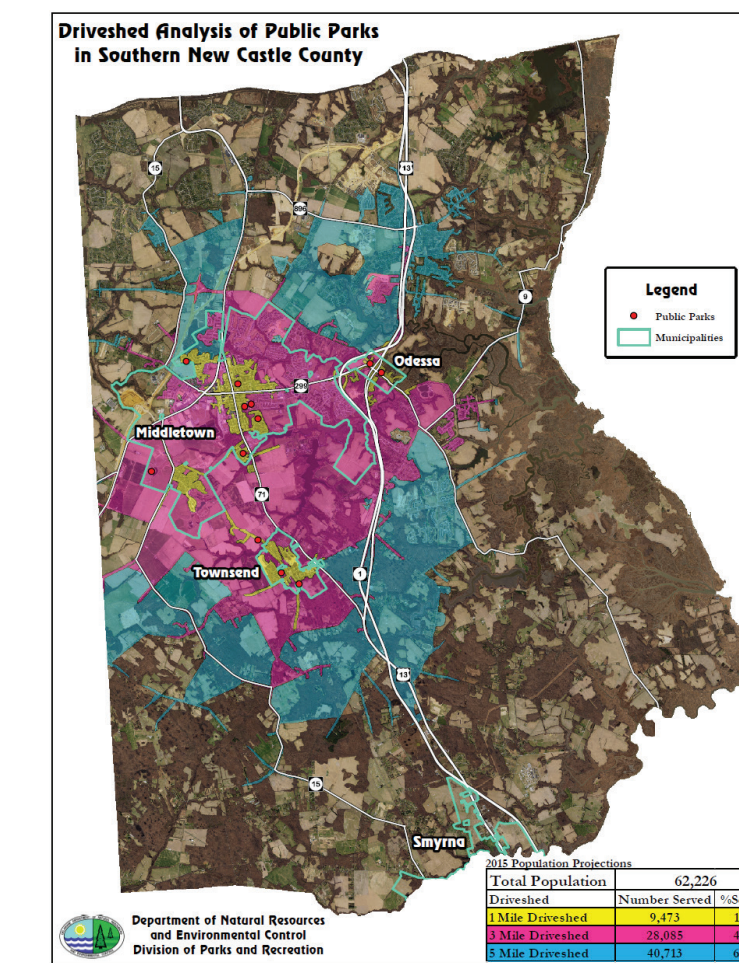 Driveshed Analysis of Public Parks
in Southern New Castle County
15
13
896
9
Legend
Public Parks
Municipalities
Odessa
299
Middletown
71
Townsend
1
13
15
Smyrna
2015 Population Projections
Total Population 62,226
Driveshed Number Served
1 Mile Driveshed 9,473
3 Mile Driveshed 28,085
5 Mile Driveshed 40,713
Department of Natural Resources
and Environmental Control
Division of Parks and Recreation